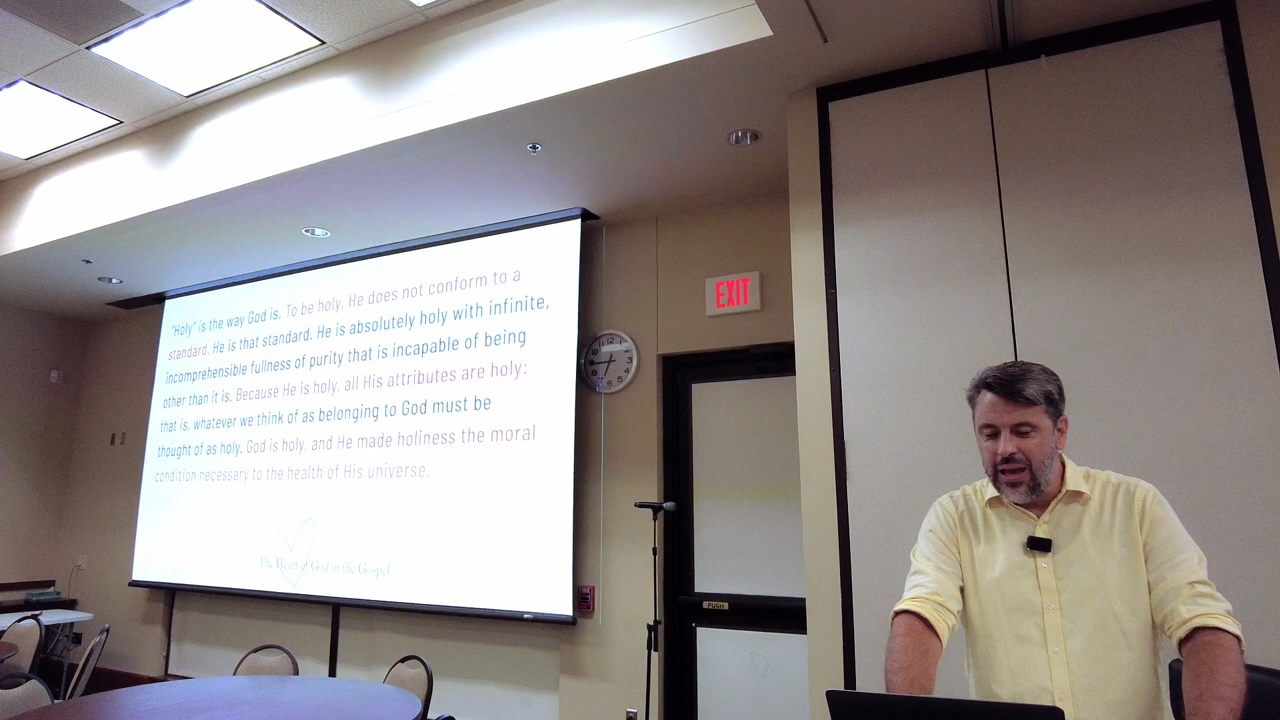 "Holy" is the way God is. To be holy, He does not conform to a
standard. He is that standard. He is absolutely holy with infinite,
incomprehensible fullness of purity that is incapable of being
other than it is. Because He is holy, all His attributes are holy;
that is, whatever we think of as belonging to God must be
thought of as holy. God is holy, and He made holiness the moral
condition necessary to the health of His universe.
The Heart of God in the Gospel
EXIT
PUSH